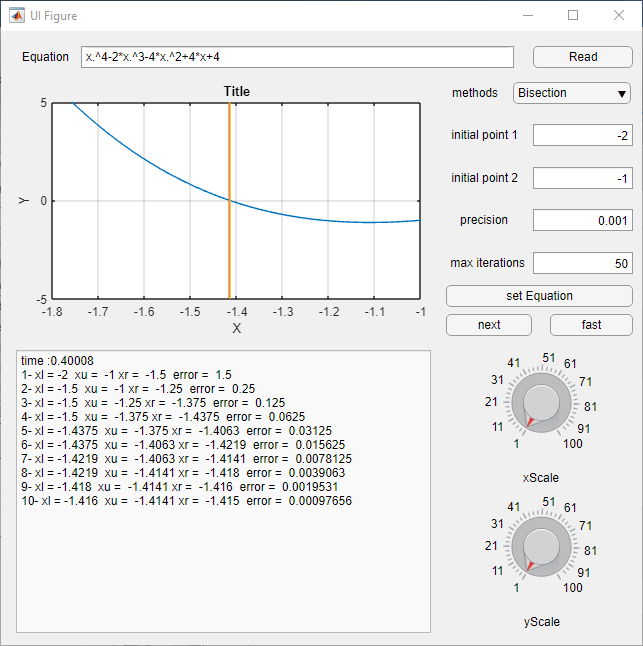 UI Figure
Equation x.^4-2*x.^3-4*x.^2+4*x+4 Read
Title
5
0
-5
Y
-1.8 -1.7 -1.6 -1.5 -1.4 -1.3 -1.2 -1.1 -1
X
methods Bisection
initial point 1 -2
initial point 2 -1
precision 0.001
max iterations 50
set Equation
next fast
time :0.40008
1- xl = -2  xu =  -1 xr =  -1.5  error =  1.5
2- xl = -1.5  xu =  -1 xr =  -1.25  error =  0.25
3- xl = -1.5  xu =  -1.25 xr =  -1.375  error =  0.125
4- xl = -1.5  xu =  -1.375 xr =  -1.4375  error =  0.0625
5- xl = -1.4375  xu =  -1.375 xr =  -1.4063  error =  0.03125
6- xl = -1.4375  xu =  -1.4063 xr =  -1.4219  error =  0.015625
7- xl = -1.4219  xu =  -1.4063 xr =  -1.4141  error =  0.0078125
8- xl = -1.4219  xu =  -1.4141 xr =  -1.418  error =  0.0039063
9- xl = -1.418  xu =  -1.4141 xr =  -1.416  error =  0.0019531
10- xl = -1.416  xu =  -1.4141 xr =  -1.415  error =  0.00097656
1 11 21 31 41 51 61 71 81 91 100
xScale
1 11 21 31 41 51 61 71 81 91 100
yScale